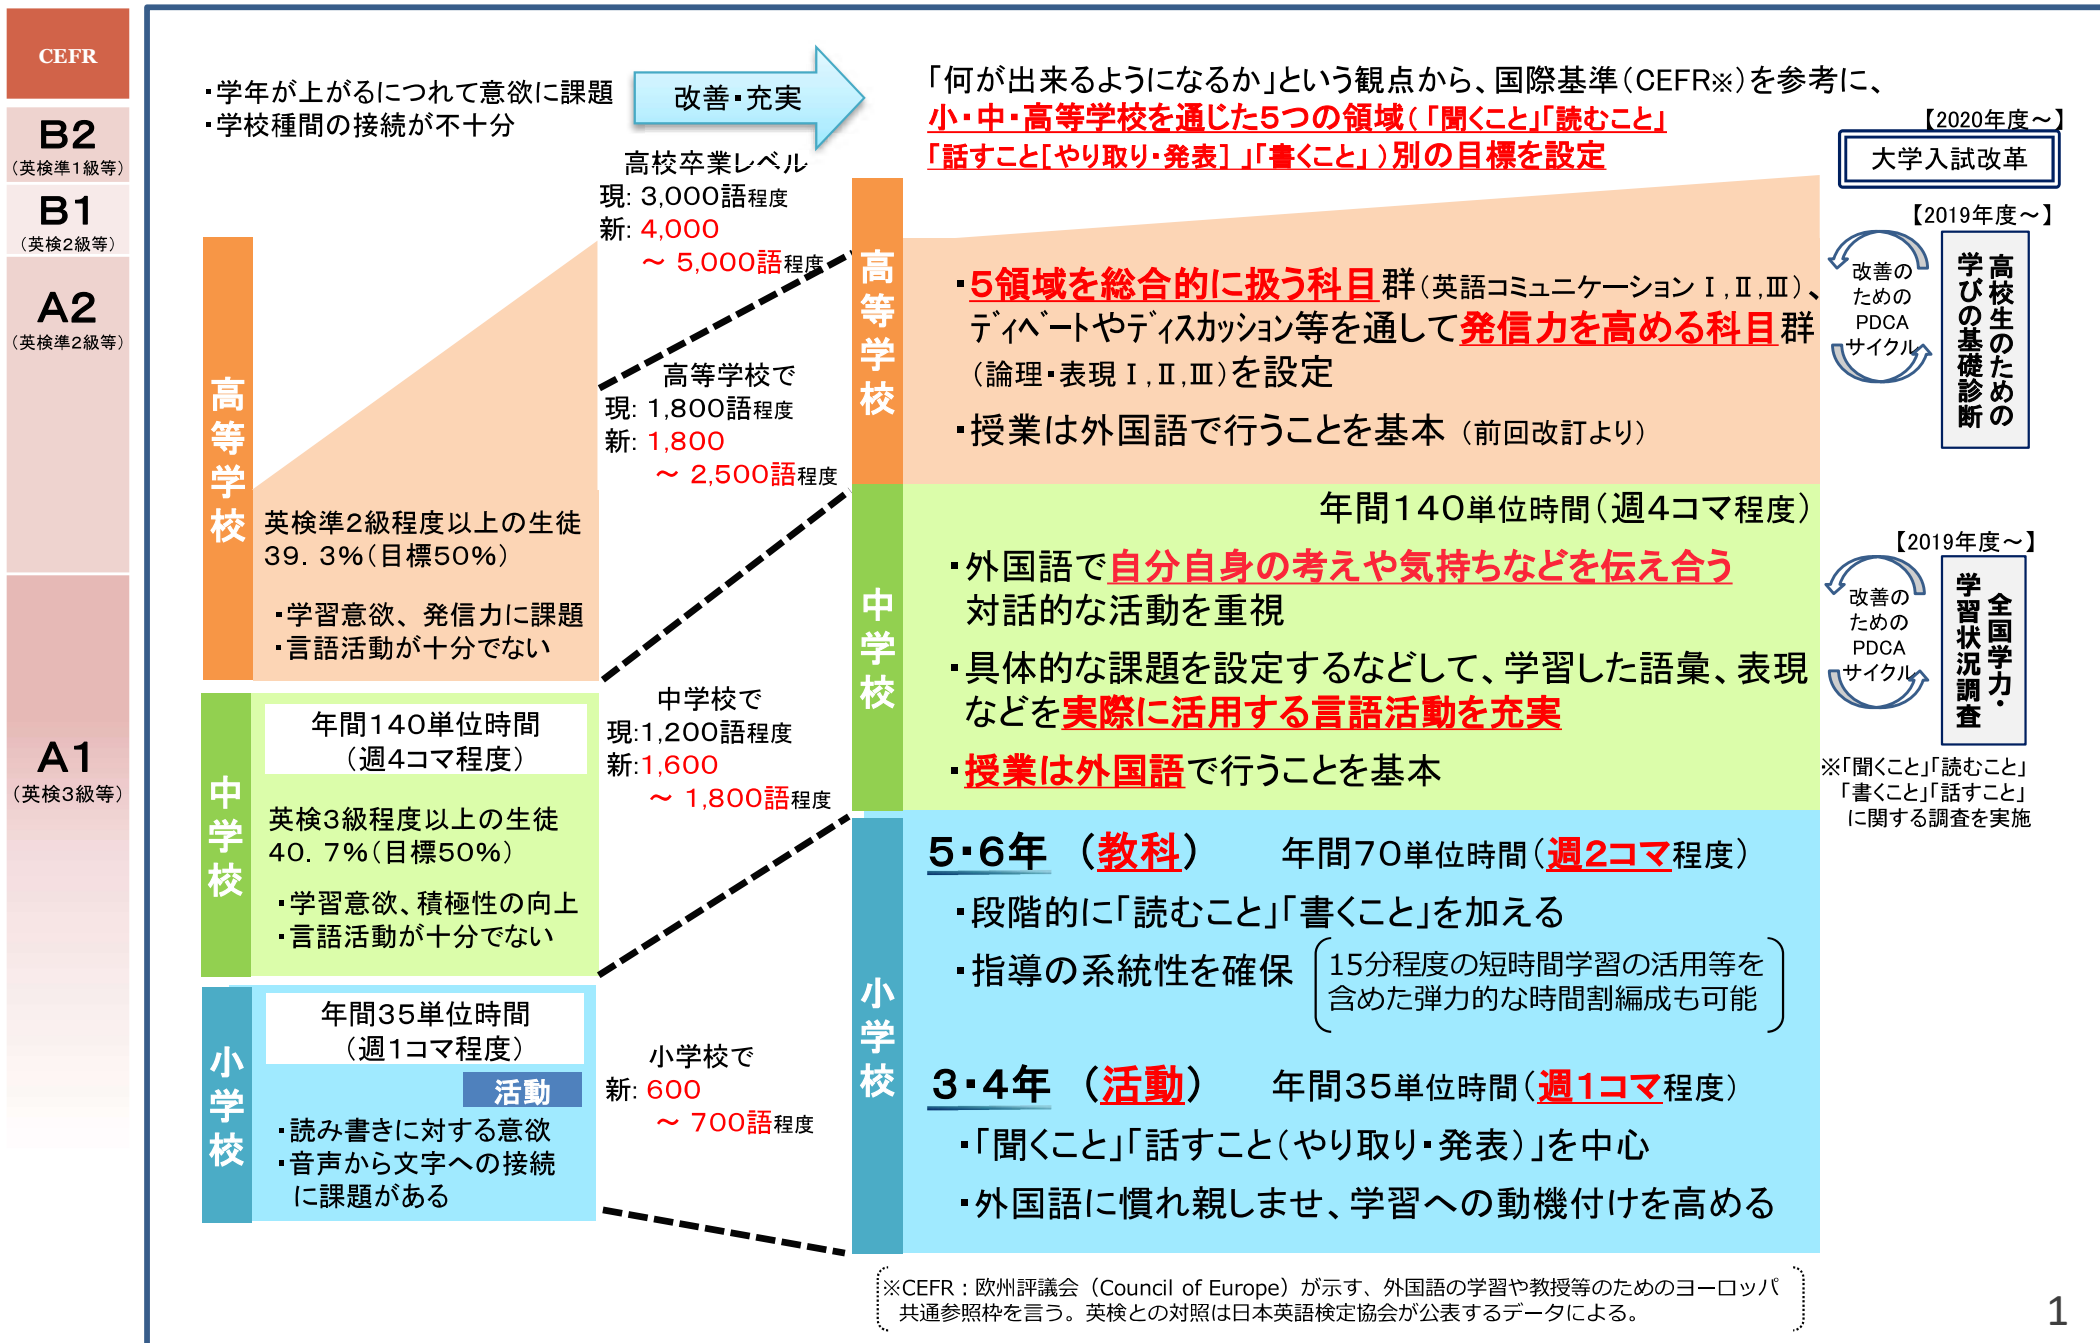 CEFR
B2
(英検準1級等)
B1
(英検2級等)
A2
(英検準2級等)
A1
(英検3級等)
・学年が上がるにつれて意欲に課題
・学校種間の接続が不十分
改善・充実
「何が出来るようになるか」という観点から、国際基準(CEFR※)を参考に、
小・中・高等学校を通じた5つの領域(「聞くこと」「読むこと」
「話すこと[やり取り・発表]」「書くこと」)別の目標を設定
【2020年度~】
大学入試改革
高等学校
英検準2級程度以上の生徒
39.3%(目標50%)
・学習意欲、発信力に課題
・言語活動が十分でない
中学校
年間140単位時間
(週4コマ程度)
英検3級程度以上の生徒
40.7%(目標50%)
・学習意欲、積極性の向上
・言語活動が十分でない
小学校
年間35単位時間
(週1コマ程度)
活動
・読み書きに対する意欲
・音声から文字への接続
に課題がある
高校卒業レベル
現:3,000語程度
新:4,000
~ 5,000語程度
高等学校で
現:1,800語程度
新:1,800
~ 2,500語程度
中学校で
現:1,200語程度
新:1,600
~ 1,800語程度
小学校で
新:600
~ 700語程度
高等学校
・5領域を総合的に扱う科目群(英語コミュニケーションⅠ,Ⅱ,Ⅲ)、
ディベートやディスカッション等を通して発信力を高める科目群
(論理・表現Ⅰ,Ⅱ,Ⅲ)を設定
・授業は外国語で行うことを基本(前回改訂より)
中学校
年間140単位時間(週4コマ程度)
・外国語で自分自身の考えや気持ちなどを伝え合う
対話的な活動を重視
・具体的な課題を設定するなどして、学習した語彙、表現
などを実際に活用する言語活動を充実
・授業は外国語で行うことを基本
小学校
5・6年(教科) 年間70単位時間(週2コマ程度)
・段階的に「読むこと」「書くこと」を加える
・指導の系統性を確保
15分程度の短時間学習の活用等を
含めた弾力的な時間割編成も可能
3・4年(活動) 年間35単位時間(週1コマ程度)
・「聞くこと」「話すこと(やり取り・発表)」を中心
・外国語に慣れ親しませ、学習への動機付けを高める
【2019年度~】
改善の
ための
PDCA
サイクル
高校生のための
学びの基礎診断
【2019年度~】
改善の
ための
PDCA
サイクル
全国学力・
学習状況調査
※「聞くこと」「読むこと」
「書くこと」「話すこと」
に関する調査を実施
※CEFR:欧州評議会(Council of Europe)が示す、外国語の学習や教授等のためのヨーロッパ
共通参照枠を言う。英検との対照は日本英語検定協会が公表するデータによる。
1